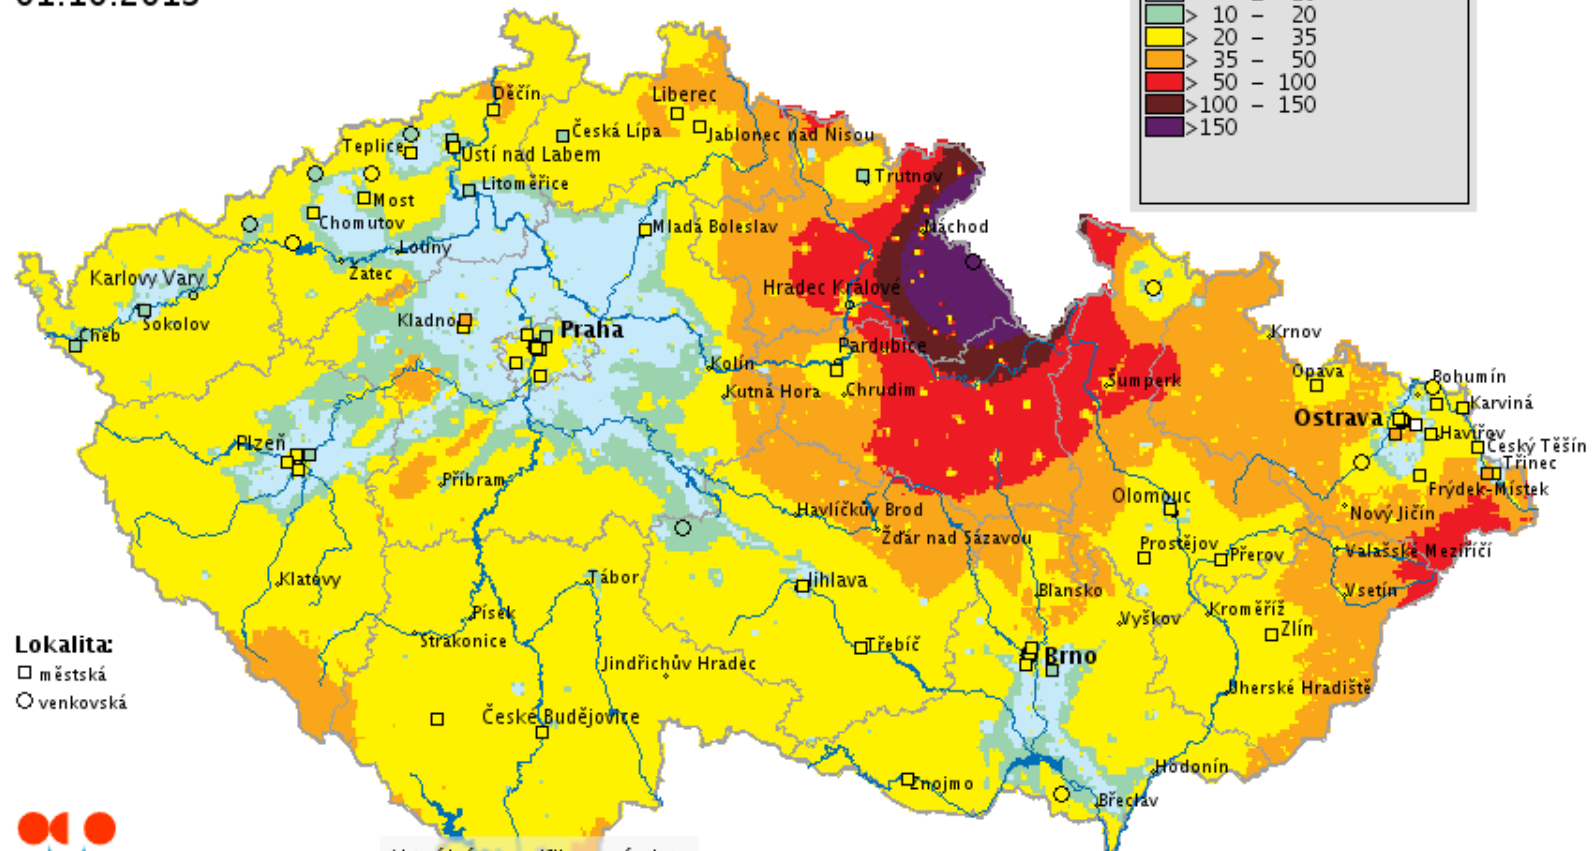 01.10.2015
> 10 – 20
> 20 – 35
> 35 – 50
> 50 – 100
>100 – 150
>150
Děčín
Liberec
Česká Lípa
Jablonec nad Nisou
Teplice
Ústí nad Labem
Trutnov
Litoměřice
Most
Chomutov
Mladá Boleslav
Náchod
Louny
Žatec
Karlovy Vary
Hradec Králové
Sokolov
Kladno
Praha
Cheb
Krnov
Pardubice
Kolín
Opava
Bohumín
Šumperk
Kutná Hora
Chrudim
Karviná
Ostrava
Havířov
Plzeň
Český Těšín
Třinec
Příbram
Frýdek-Místek
Olomouc
Havlíčkův Brod
Nový Jičín
Žďár nad Sázavou
Prostějov
Přerov
Valašské Meziříčí
Klatovy
Tábor
Jihlava
Blansko
Vsetín
Písek
Kroměříž
Vyškov
Strakonice
Zlín
Třebíč
Lokalita:
Brno
městská
Jindřichův Hradec
venkovská
Uherské Hradiště
České Budějovice
Hodonín
Znojmo
Břeclav